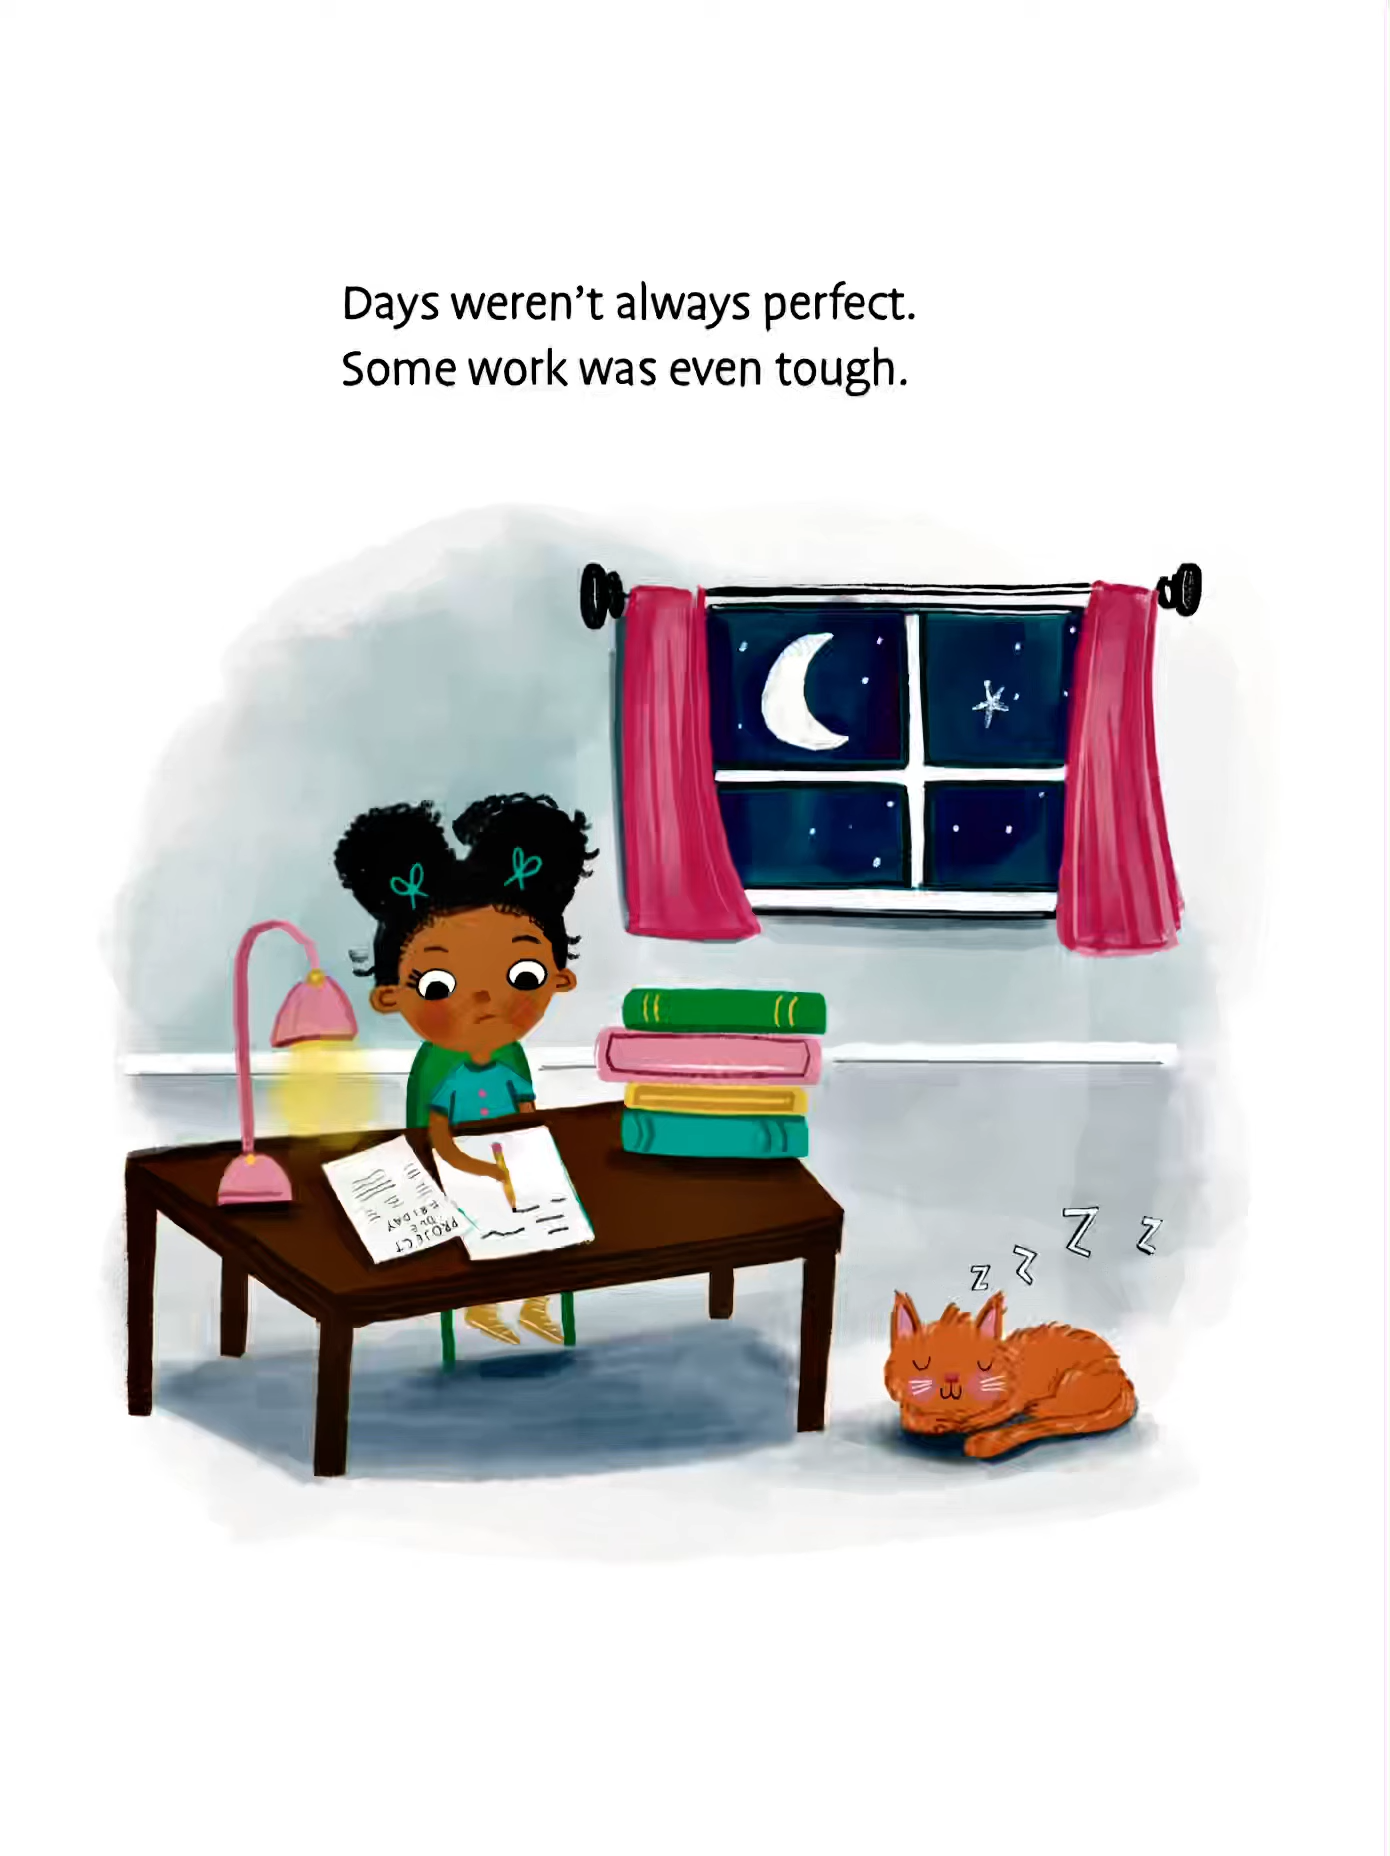 Days weren't always perfect.
Some work was even tough.
PROJECT
DUE
FRIDAY
z z Z z